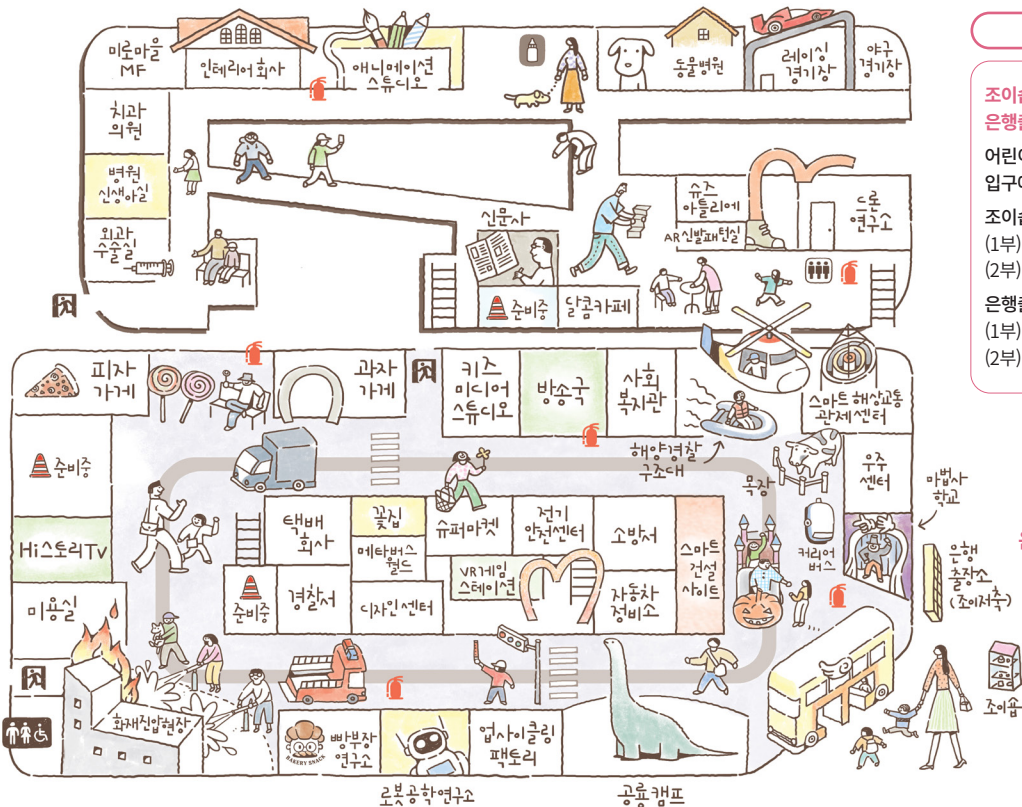 미로마을
MF
인테리어 회사
애니메이션
스튜디오
동물병원
레이싱
경기장
야구
경기장
치과
의원
병원
신생아실
외과
수술실
신문사
준비중
달콤카페
슈즈
아틀리에
AR 신발패턴실
드론
연구소
조이숍
은행출
어린이
입구에
조이숍
(1부)
(2부)
은행출
(1부)
(2부)
피자
가게
과자
가게
키즈
미디어
스튜디오
방송국
사회
복지관
스마트 해상교통
관제센터
해양경찰
구조대
목장
우주
센터
마법사
학교
커리어
버스
은행
출장소
(조이저축)
조이숍
준비중
Hi스토리TV
미용실
택배
회사
꽃집
메타버스
월드
슈퍼마켓
전기
안전센터
소방서
스마트
건설
사이트
준비중
경찰서
디자인센터
VR게임
스테이션
자동차
정비소
화재진압현장
BAKERY SNACK
빵부장
연구소
업사이클링
팩토리
로봇공학연구소
공룡캠프